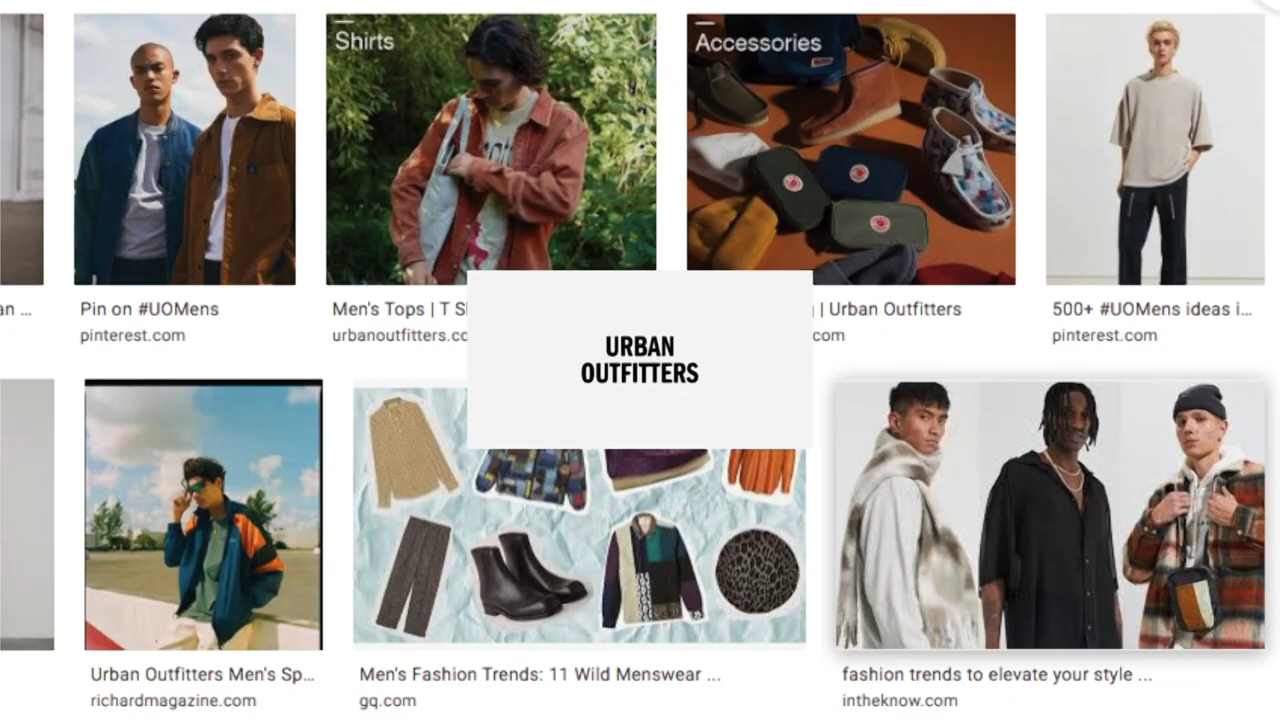 Shirts
Accessories
an ...
Pin on #UOMens
pinterest.com
Men's Tops | T S
urbanoutfitters.co
| Urban Outfitters
com
500+ #UOMens ideas i...
pinterest.com
URBAN
OUTFITTERS
Urban Outfitters Men's Sp...
richardmagazine.com
Men's Fashion Trends: 11 Wild Menswear ...
gq.com
fashion trends to elevate your style ...
intheknow.com